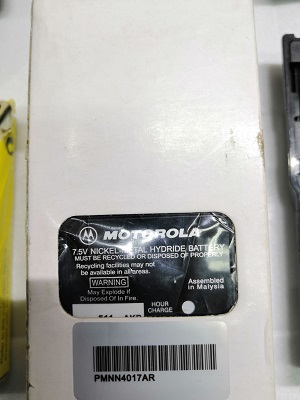 MOTOROLA
7.5V NICKEL-METAL HYDRIDE BATTERY
MUST BE RECYCLED OR DISPOSED OF PROPERLY
Recycling facilities may not
be available in all areas.
WARNING
May Explode if
Disposed Of In Fire.
Assembled
in Malaysia
HOUR
CHARGE
PMNN4017AR